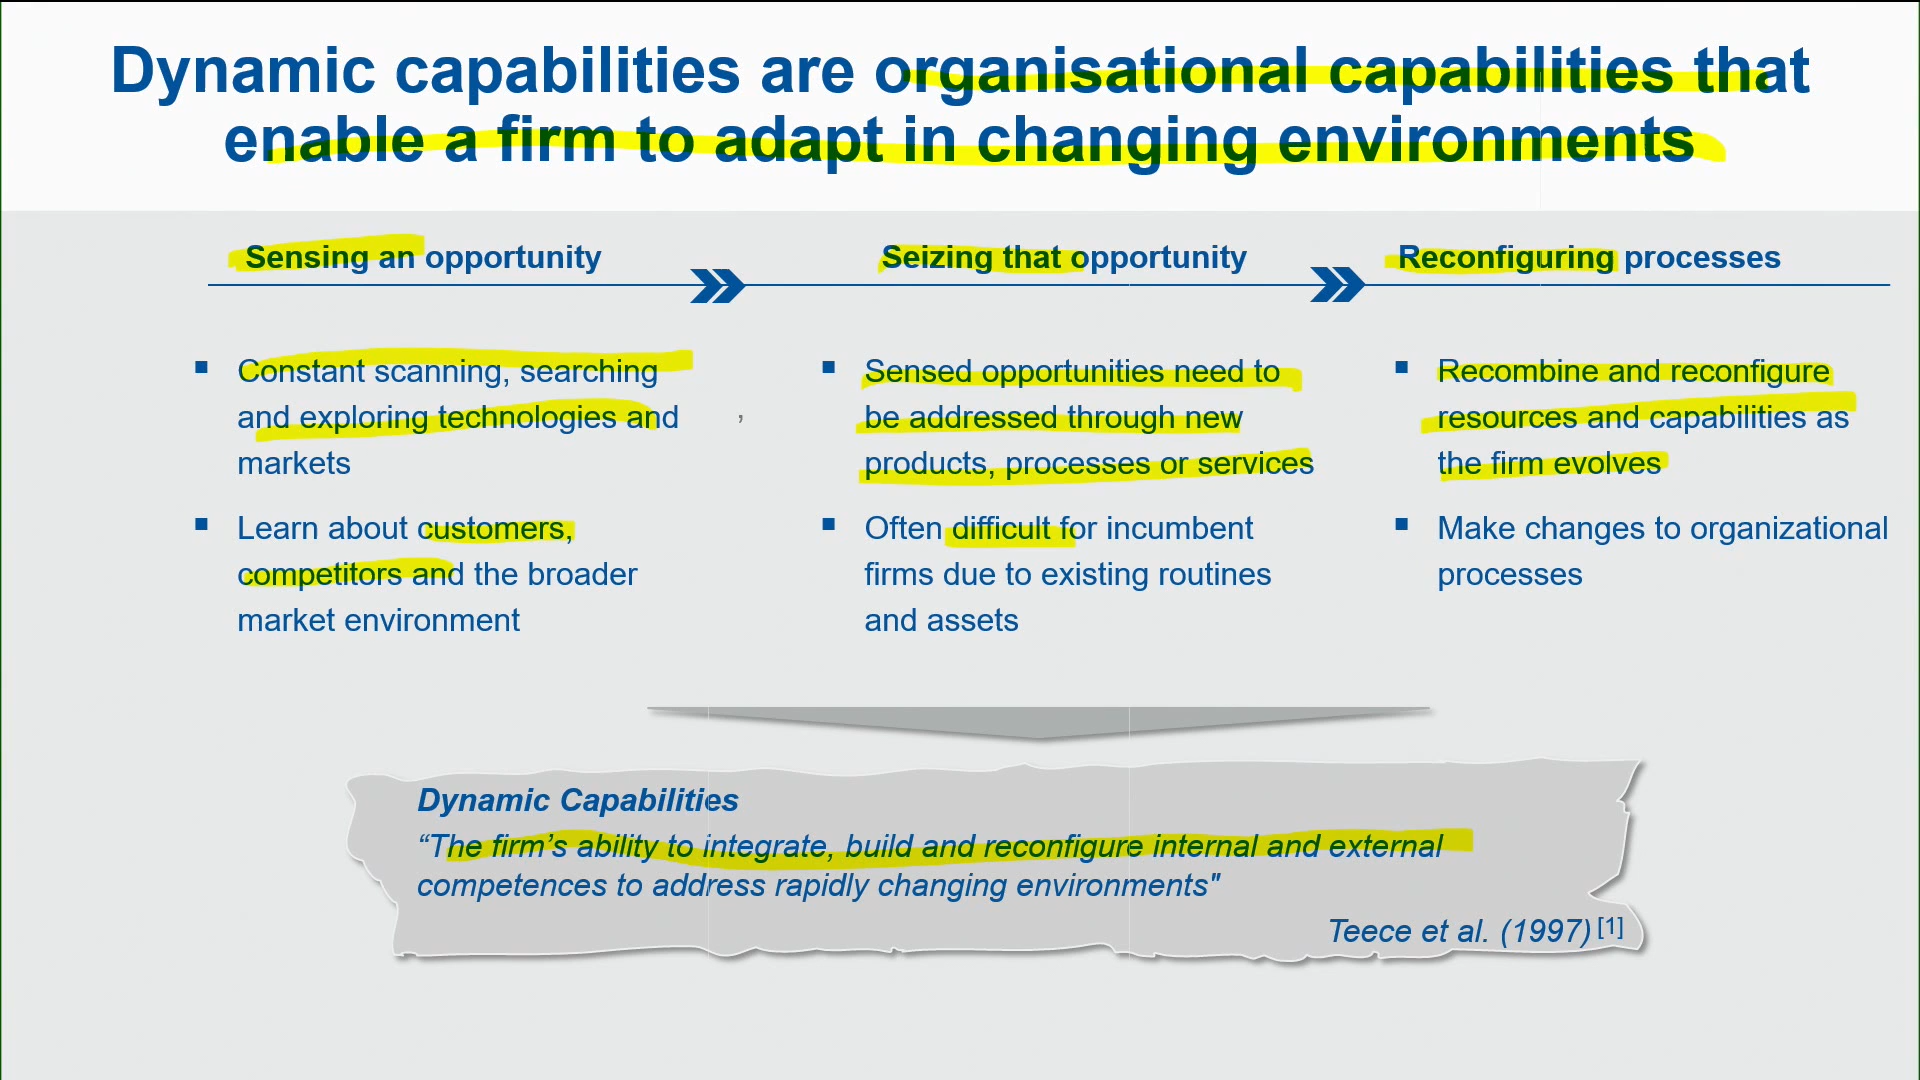 Dynamic capabilities are organisational capabilities that
enable a firm to adapt in changing environments
Sensing an opportunity
Constant scanning, searching
and exploring technologies and
markets
Learn about customers,
competitors and the broader
market environment
,
Seizing that opportunity
Sensed opportunities need to
be addressed through new
products, processes or services
Often difficult for incumbent
firms due to existing routines
and assets
Reconfiguring processes
Recombine and reconfigure
resources and capabilities as
the firm evolves
Make changes to organizational
processes
Dynamic Capabilities
“The firm’s ability to integrate, build and reconfigure internal and external
competences to address rapidly changing environments"
Teece et al. (1997) [1]